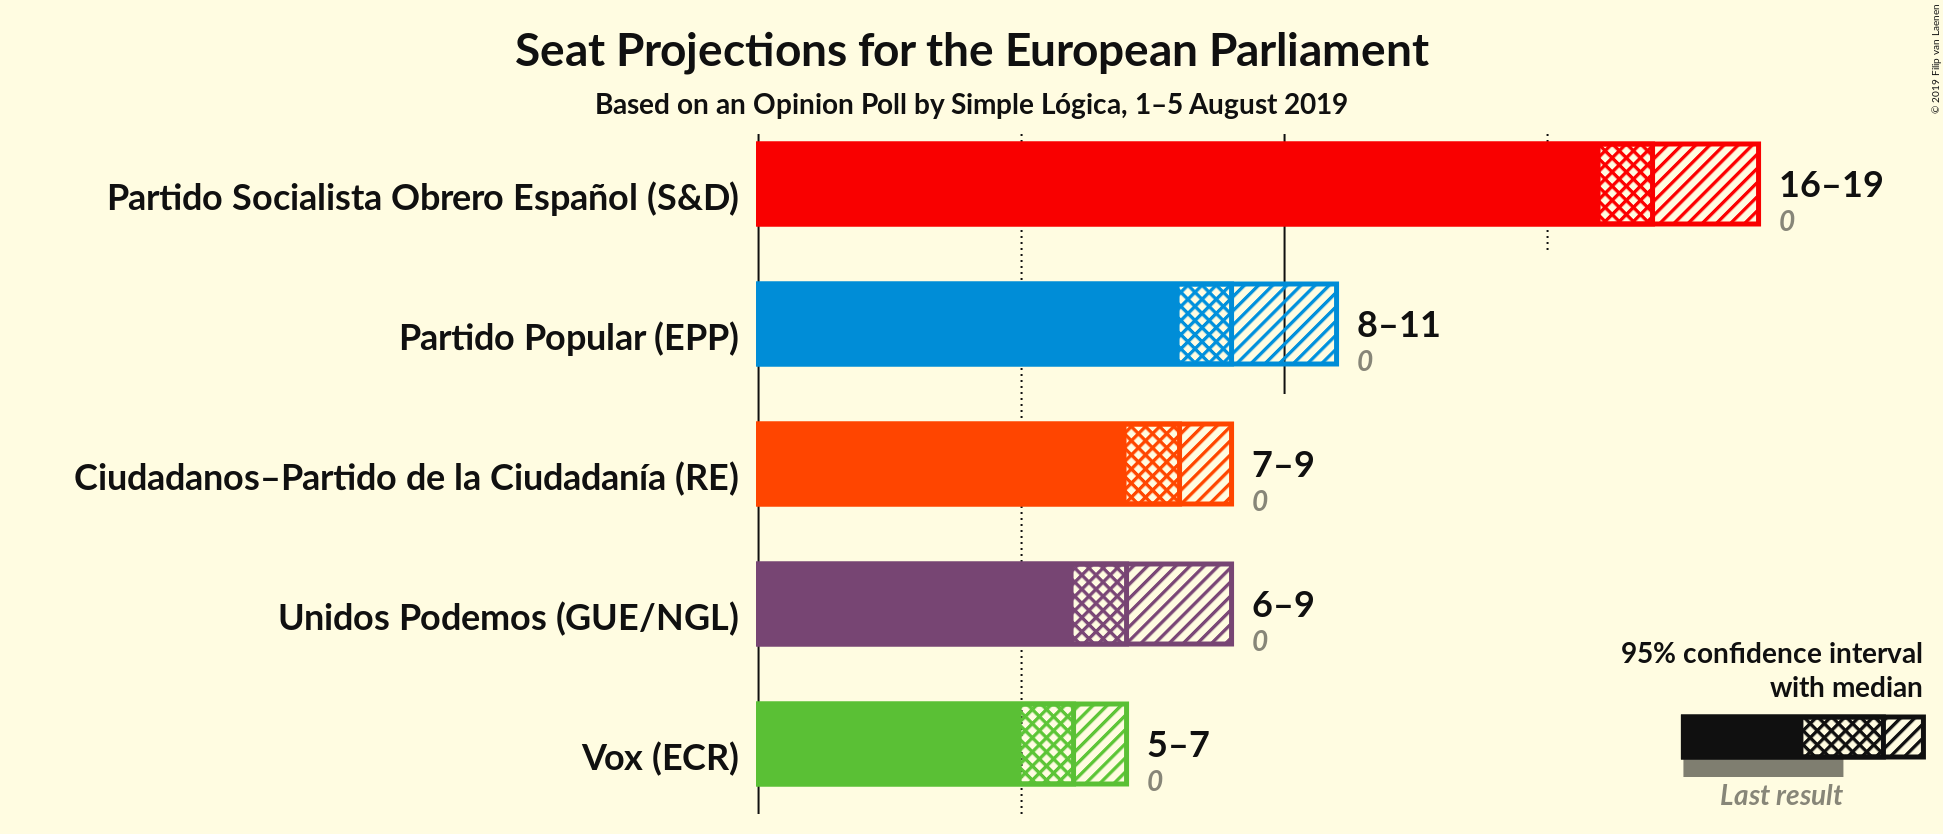 Seat Projections for the European Parliament
Based on an Opinion Poll by Simple Lógica, 1–5 August 2019
© 2019 Filip van Laenen
Partido Socialista Obrero Español (S&D)
16–19
0
Partido Popular (EPP)
8–11
0
Ciudadanos–Partido de la Ciudadanía (RE)
7–9
0
Unidos Podemos (GUE/NGL)
6–9
0
Vox (ECR)
5–7
0
95% confidence interval
with median
Last result